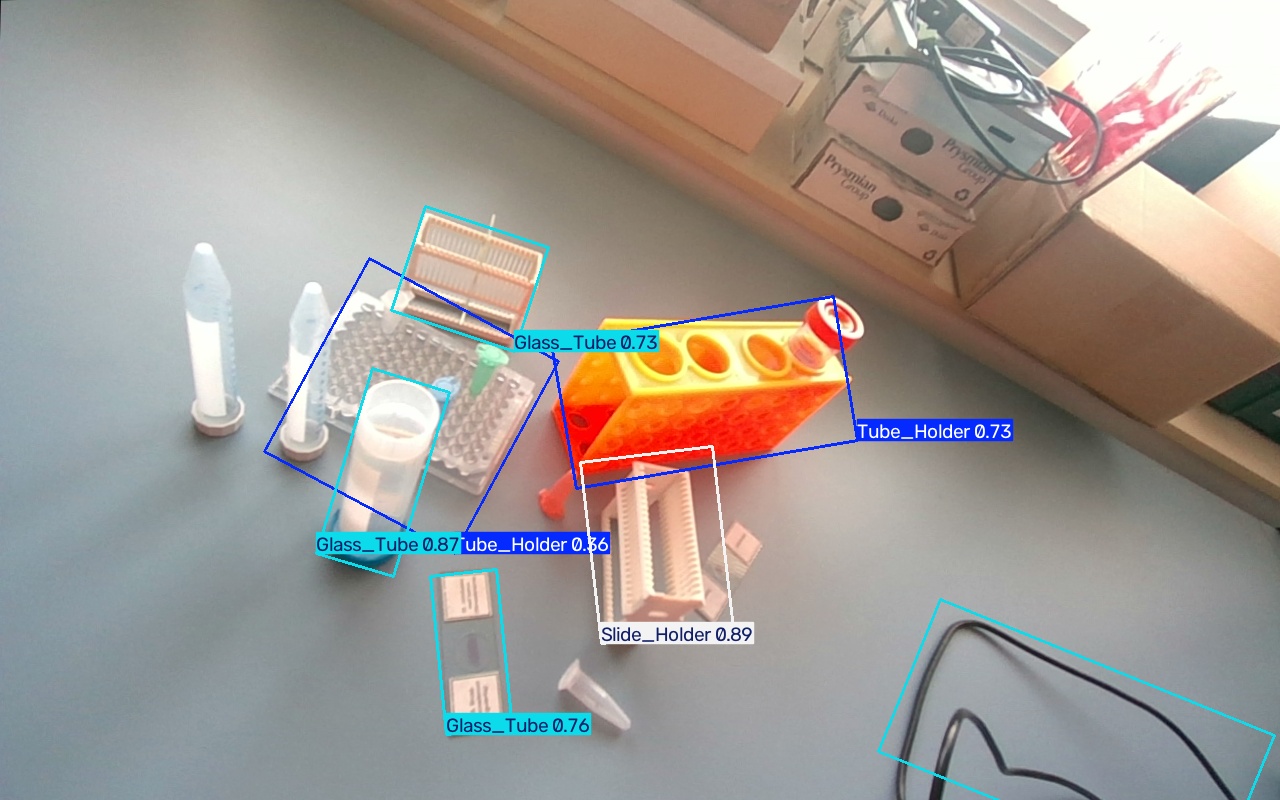 Disks
Prysmian
Group
Prysmian
Group
Glass_Tube 0.73
Tube_Holder 0.73
Glass_Tube 0.87
Tube_Holder 0.36
Slide_Holder 0.89
Glass_Tube 0.76